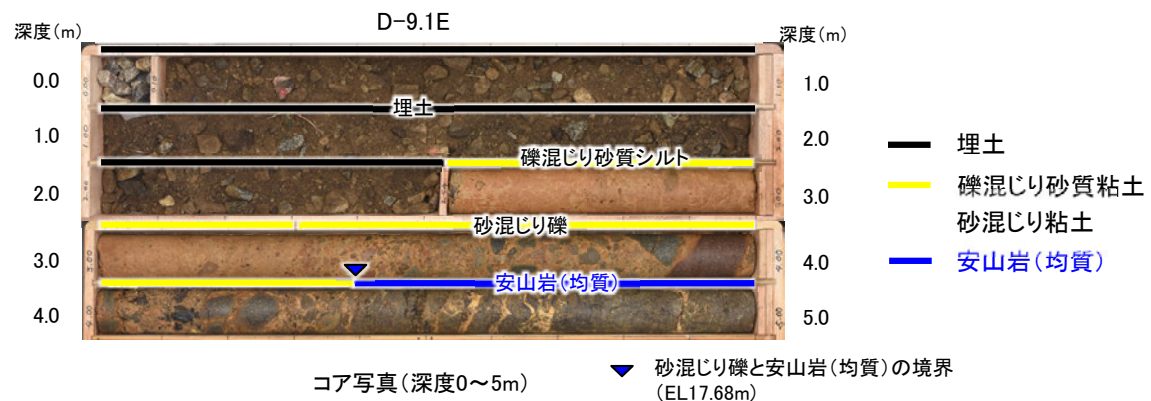 D-9.1E
深度(m)
深度(m)
0.0
1.0
埋土
1.0
2.0
礫混じり砂質シルト
2.0
3.0
砂混じり礫
3.0
4.0
安山岩(均質)
4.0
5.0
埋土
礫混じり砂質粘土
砂混じり粘土
安山岩(均質)
コア写真(深度0～5m)
砂混じり礫と安山岩(均質)の境界
(EL17.68m)